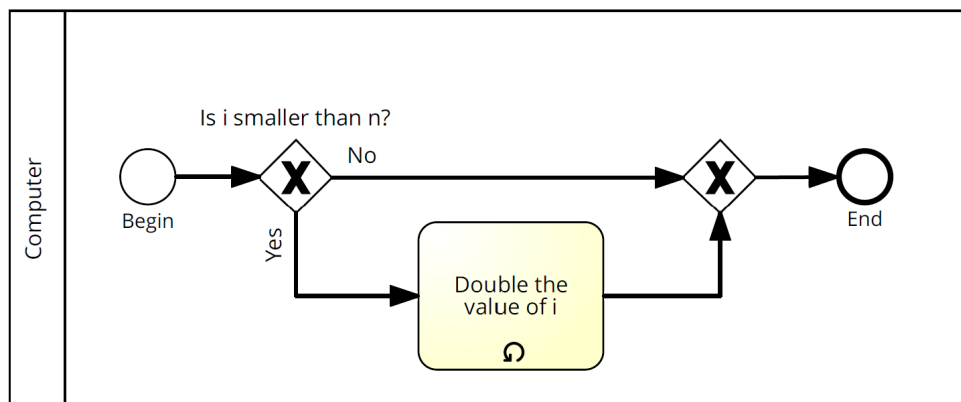 Computer
Is i smaller than n?
No
Begin
Yes
Double the
value of i
End